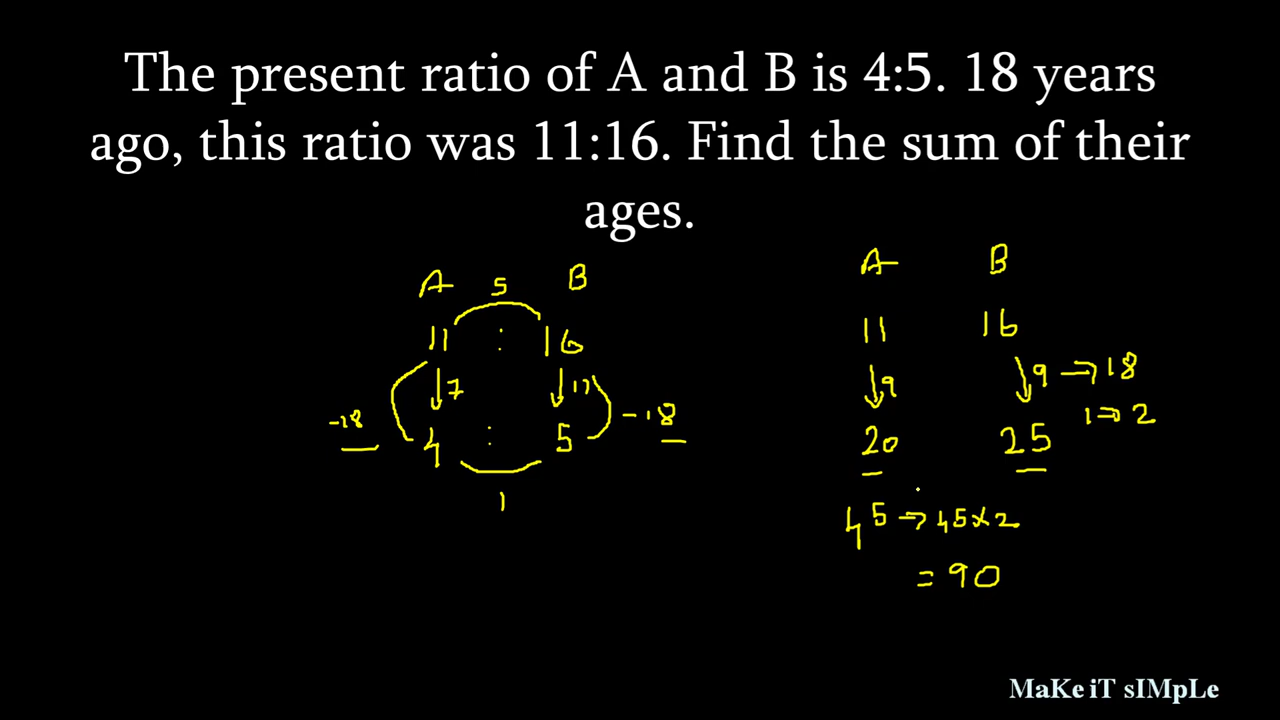 The present ratio of A and B is 4:5. 18 years
ago, this ratio was 11:16. Find the sum of their
ages.
A 5 B
11 : 16
↓7 ↓11
-18 -18
4 : 5
1
A B
11 16
↓9 ↓9 → 18
1 ⇒ 2
20 25
45 → 45×2
= 90
MaKe iT sIMpLe